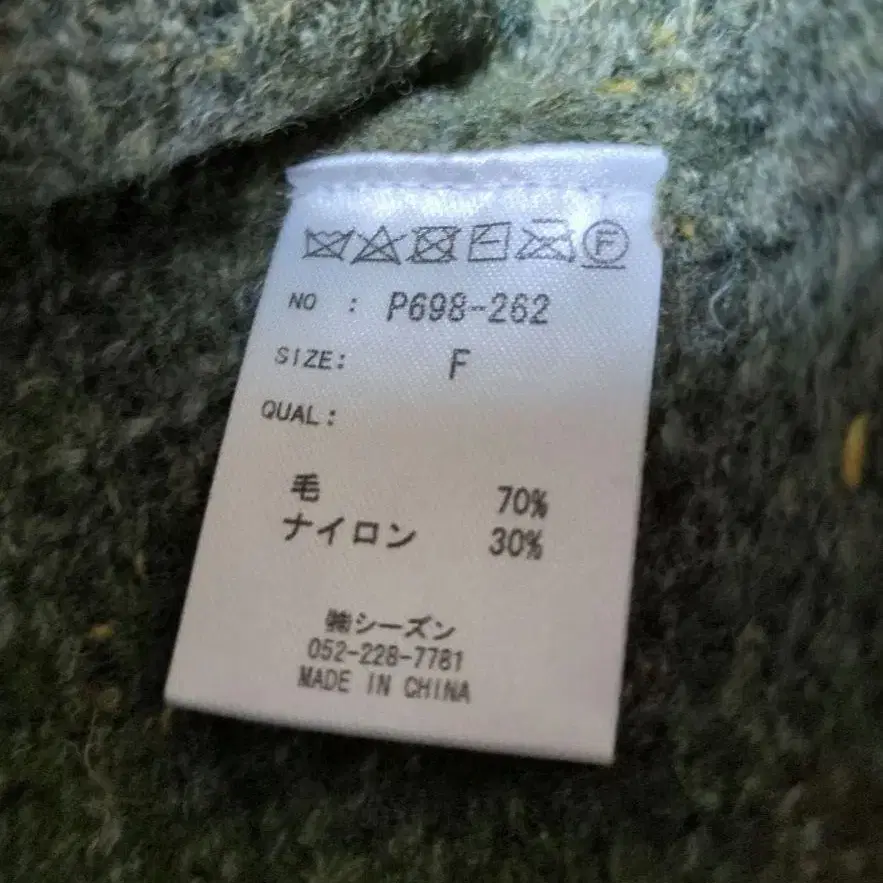 F
NO : P698-262
SIZE: F
QUAL:
毛 70%
ナイロン 30%
㈱シーズン
052-228-7781
MADE IN CHINA